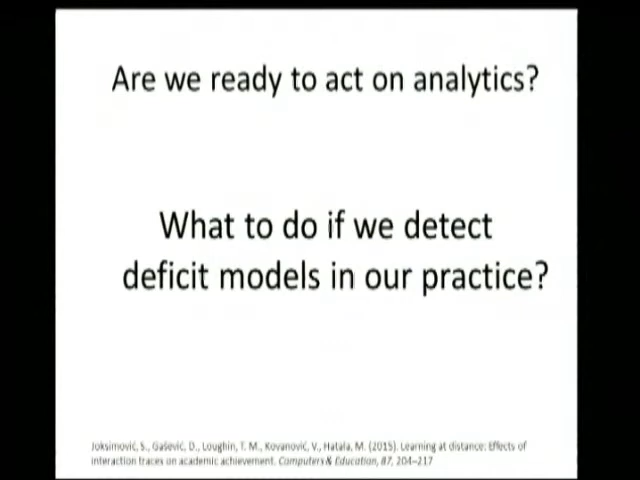 Are we ready to act on analytics?
What to do if we detect
deficit models in our practice?
Joksimović, S., Gašević, D., Loughin, T. M., Kovanović, V., Hatala, M. (2015). Learning at distance: Effects of
interaction traces on academic achievement. Computers & Education, 87, 204–217